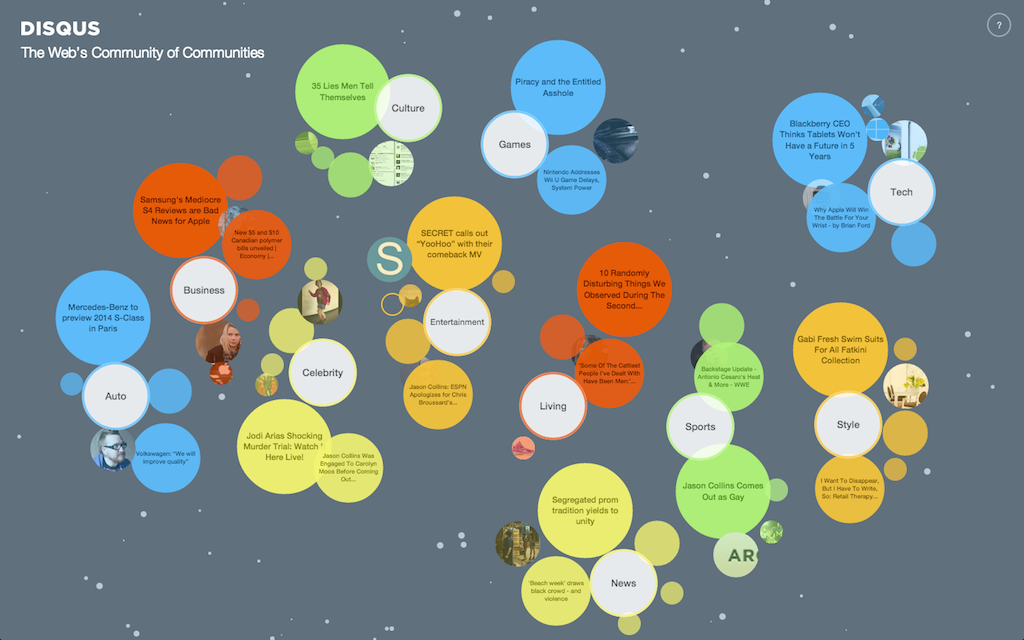 DISQUS
The Web's Community of Communities
?
35 Lies Men Tell
Themselves
Culture
Piracy and the Entitled
Asshole
Games
Nintendo Addresses
Wii U Game Delays,
System Power
Blackberry CEO
Thinks Tablets Won't
Have a Future in 5
Years
Tech
Why Apple Will Win
The Battle For Your
Wrist - by Brian Ford
Samsung's Mediocre
S4 Reviews are Bad
News for Apple
New $5 and $10
Canadian polymer
bills unveiled |
Economy |...
Business
SECRET calls out
"YooHoo" with their
comeback MV
S
Entertainment
Jason Collins: ESPN
Apologizes for Chris
Broussard's...
10 Randomly
Disturbing Things We
Observed During The
Second...
'Some Of The Cattiest
People I've Dealt With
Have Been Men:'...
Living
Mercedes-Benz to
preview 2014 S-Class
in Paris
Auto
Volkswagen: "We will
improve quality"
Celebrity
Jodi Arias Shocking
Murder Trial: Watch
Here Live!
Jason Collins Was
Engaged To Carolyn
Moos Before Coming
Out...
Backstage Update -
Antonio Cesaro's Heat
& More - WWE
Sports
Jason Collins Comes
Out as Gay
AR
Gabi Fresh Swim Suits
For All Fatkini
Collection
Style
I Want To Disappear,
But I Have To Write,
So: Retail Therapy...
Segregated prom
tradition yields to
unity
News
'Beach week' draws
black crowd - and
violence